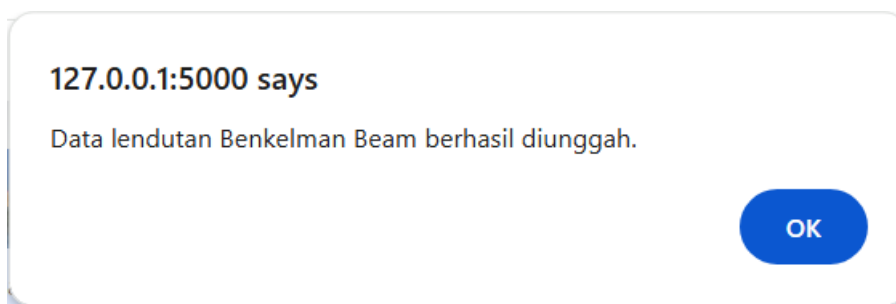 127.0.0.1:5000 says
Data lendutan Benkelman Beam berhasil diunggah.
OK